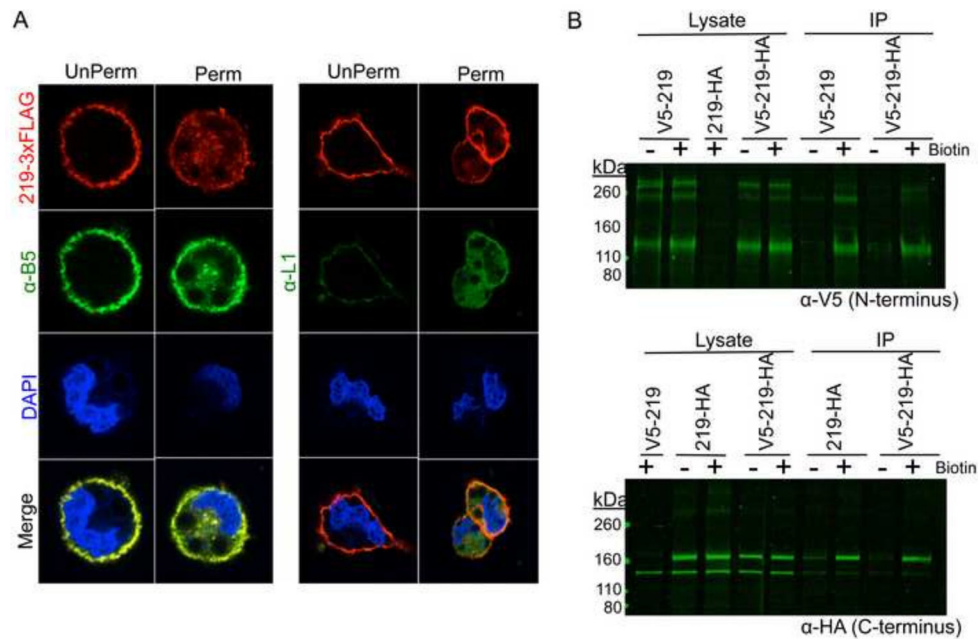 A
UnPerm Perm UnPerm Perm
219-3xFLAG
α-B5
α-L1
DAPI
Merge
B
Lysate IP
V5-219 219-HA V5-219-HA V5-219 V5-219-HA
- + + - + - + - + Biotin
kDa
260
160
110
80
α-V5 (N-terminus)
Lysate IP
V5-219 219-HA V5-219-HA 219-HA V5-219-HA
+ - + - + - + - + Biotin
kDa
260
160
110
80
α-HA (C-terminus)